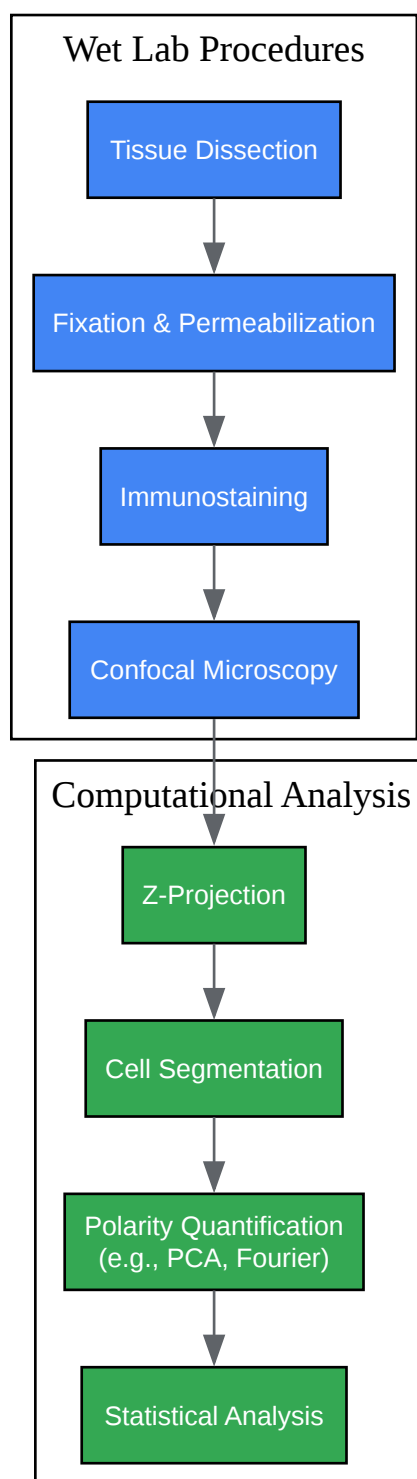 Wet Lab Procedures
Tissue Dissection
Fixation & Permeabilization
Immunostaining
Confocal Microscopy
Computational Analysis
Z-Projection
Cell Segmentation
Polarity Quantification
(e.g., PCA, Fourier)
Statistical Analysis